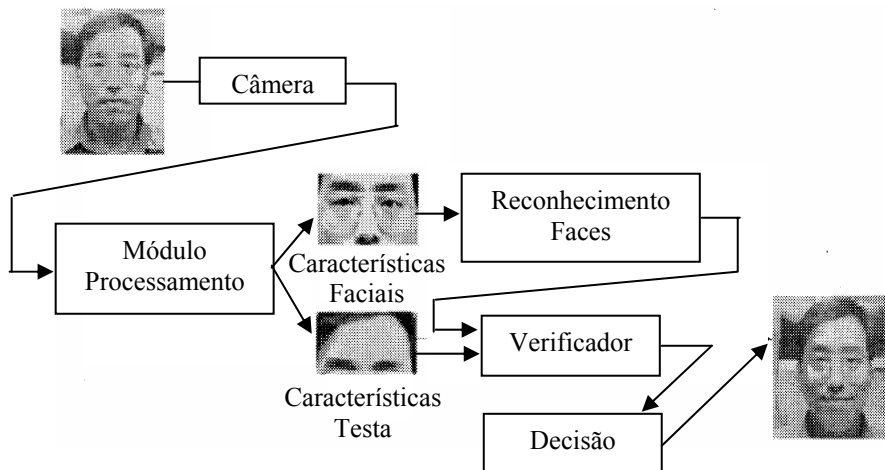 Câmera
Módulo
Processamento
Características
Faciais
Reconhecimento
Faces
Características
Testa
Verificador
Decisão